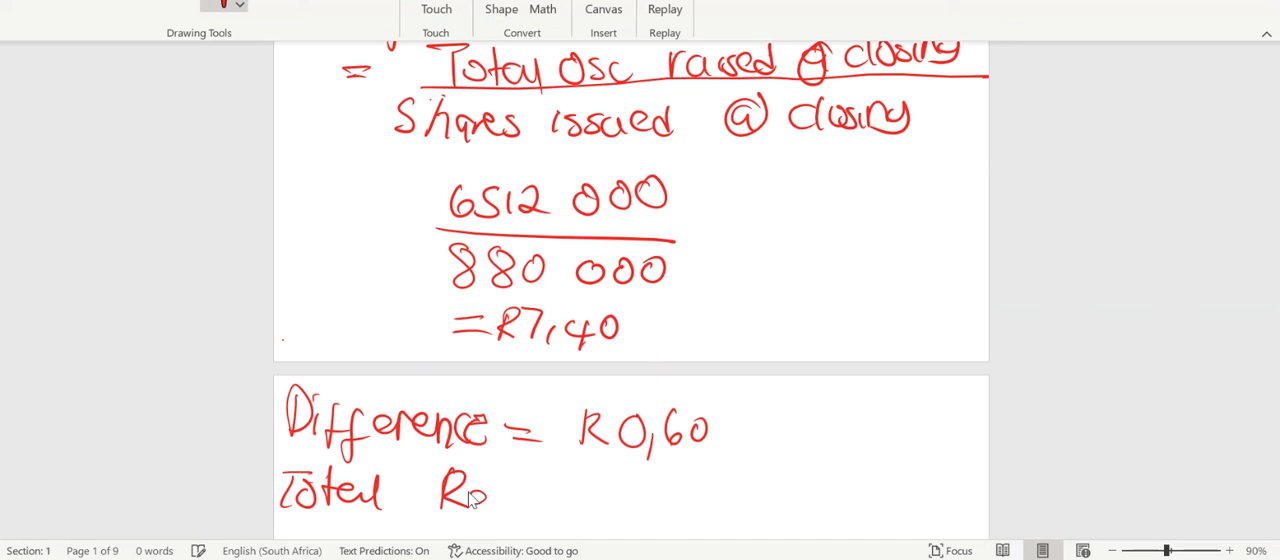 Touch
Shape Math
Canvas
Replay
Drawing Tools
Touch
Convert
Insert
Replay
= Total OSC raised @ closing
Shares issued @ closing
6512 000
880 000
=R7,40
Difference = R0,60
Total
Section: 1 Page 1 of 9 0 words English (South Africa) Text Predictions: On Accessibility: Good to go Focus 90%